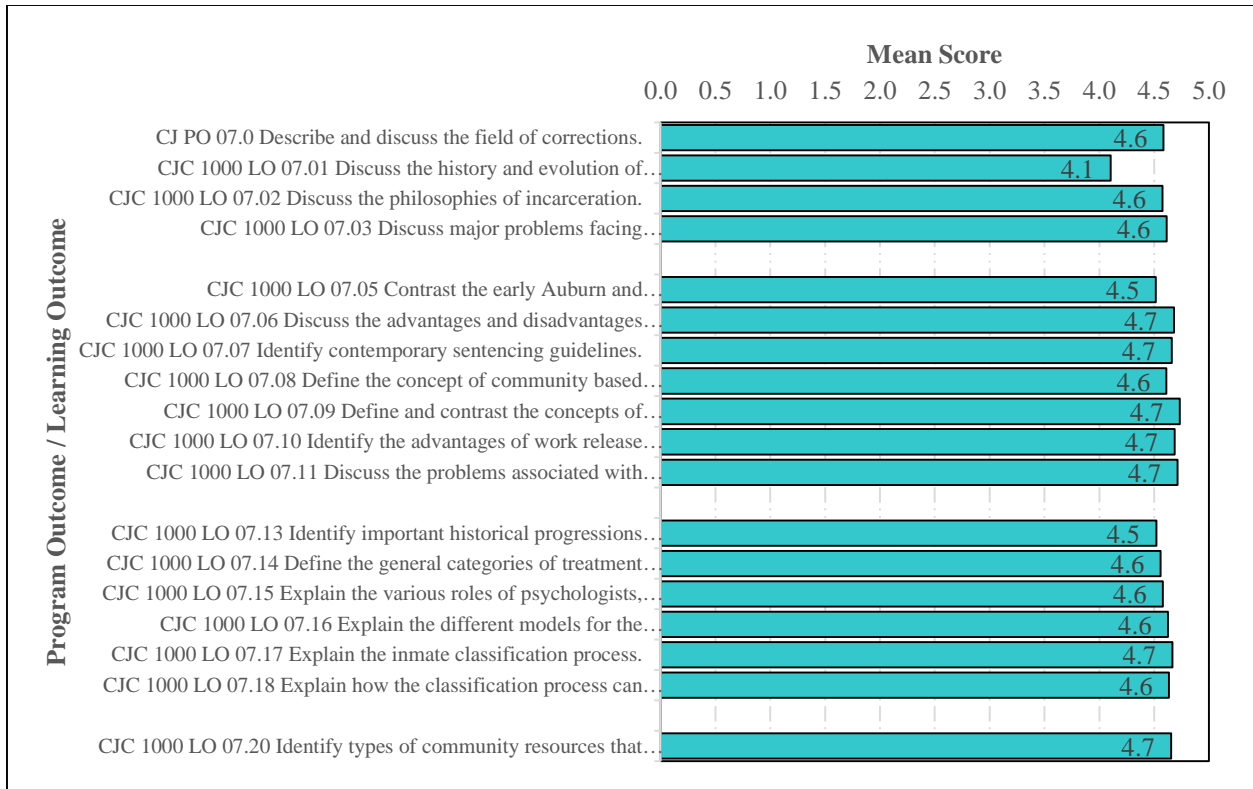 Mean Score
0.0 0.5 1.0 1.5 2.0 2.5 3.0 3.5 4.0 4.5 5.0
Program Outcome / Learning Outcome
CJ PO 07.0 Describe and discuss the field of corrections. 4.6
CJC 1000 LO 07.01 Discuss the history and evolution of… 4.1
CJC 1000 LO 07.02 Discuss the philosophies of incarceration. 4.6
CJC 1000 LO 07.03 Discuss major problems facing… 4.6
CJC 1000 LO 07.05 Contrast the early Auburn and… 4.5
CJC 1000 LO 07.06 Discuss the advantages and disadvantages… 4.7
CJC 1000 LO 07.07 Identify contemporary sentencing guidelines. 4.7
CJC 1000 LO 07.08 Define the concept of community based… 4.6
CJC 1000 LO 07.09 Define and contrast the concepts of… 4.7
CJC 1000 LO 07.10 Identify the advantages of work release… 4.7
CJC 1000 LO 07.11 Discuss the problems associated with… 4.7
CJC 1000 LO 07.13 Identify important historical progressions… 4.5
CJC 1000 LO 07.14 Define the general categories of treatment… 4.6
CJC 1000 LO 07.15 Explain the various roles of psychologists,… 4.6
CJC 1000 LO 07.16 Explain the different models for the… 4.6
CJC 1000 LO 07.17 Explain the inmate classification process. 4.7
CJC 1000 LO 07.18 Explain how the classification process can… 4.6
CJC 1000 LO 07.20 Identify types of community resources that… 4.7